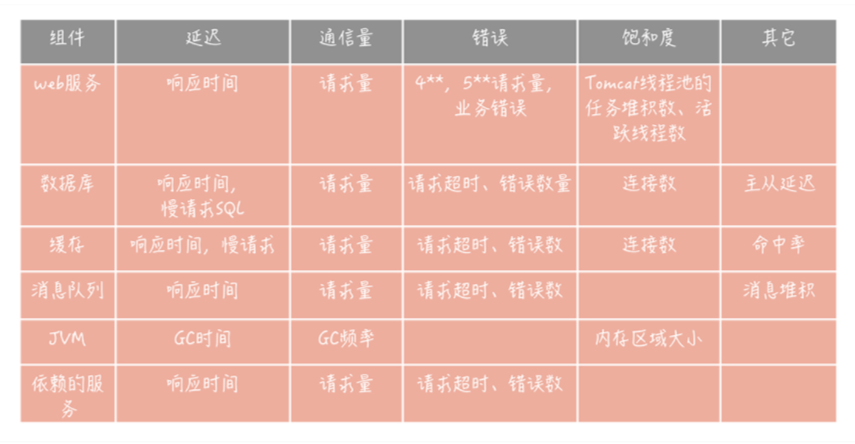 组件 延迟 通信量 错误 饱和度 其它
web服务 响应时间 请求量 4**，5**请求量， Tomcat线程池的
业务错误 任务堆积数、活
跃线程数
数据库 响应时间， 请求量 请求超时、错误数量 连接数 主从延迟
慢请求SQL
缓存 响应时间，慢请求 请求量 请求超时、错误数 连接数 命中率
消息队列 响应时间 请求量 请求超时、错误数 消息堆积
JVM GC时间 GC频率 内存区域大小
依赖的服 响应时间 请求量 请求超时、错误数
务